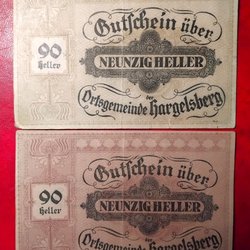 Gutschein über
90
Heller
NEUNZIG HELLER
der
Ortsgemeinde Hargelsberg
Gutschein über
90
Heller
NEUNZIG HELLER
der
Ortsgemeinde Hargelsberg